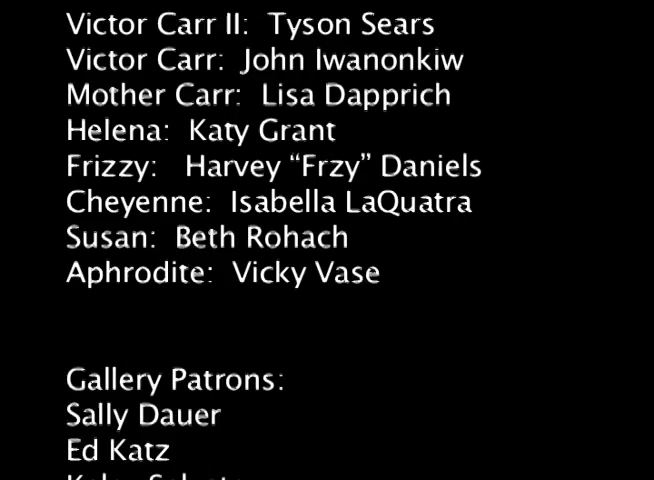 Victor Carr II: Tyson Sears
Victor Carr: John Iwanonkiw
Mother Carr: Lisa Dapprich
Helena: Katy Grant
Frizzy: Harvey “Frzy” Daniels
Cheyenne: Isabella LaQuatra
Susan: Beth Rohach
Aphrodite: Vicky Vase
Gallery Patrons:
Sally Dauer
Ed Katz